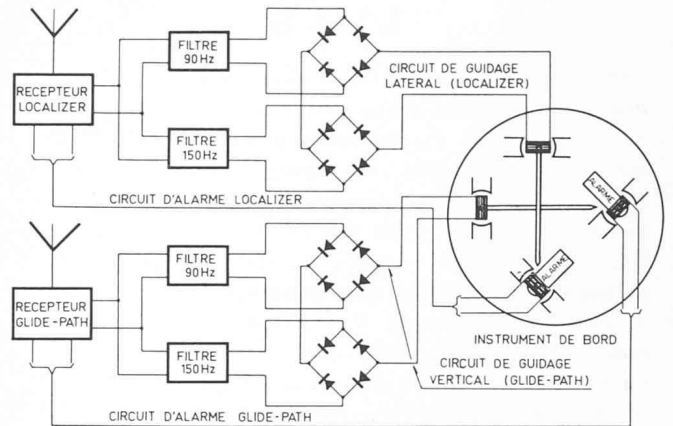 FILTRE
90Hz
RECEPTEUR
LOCALIZER
CIRCUIT DE GUIDAGE
LATERAL (LOCALIZER)
FILTRE
150Hz
CIRCUIT D'ALARME LOCALIZER
ALARME
FILTRE
90Hz
RECEPTEUR
GLIDE-PATH
ALARME
INSTRUMENT DE BORD
FILTRE
150Hz
CIRCUIT DE GUIDAGE
VERTICAL (GLIDE-PATH)
CIRCUIT D'ALARME GLIDE-PATH